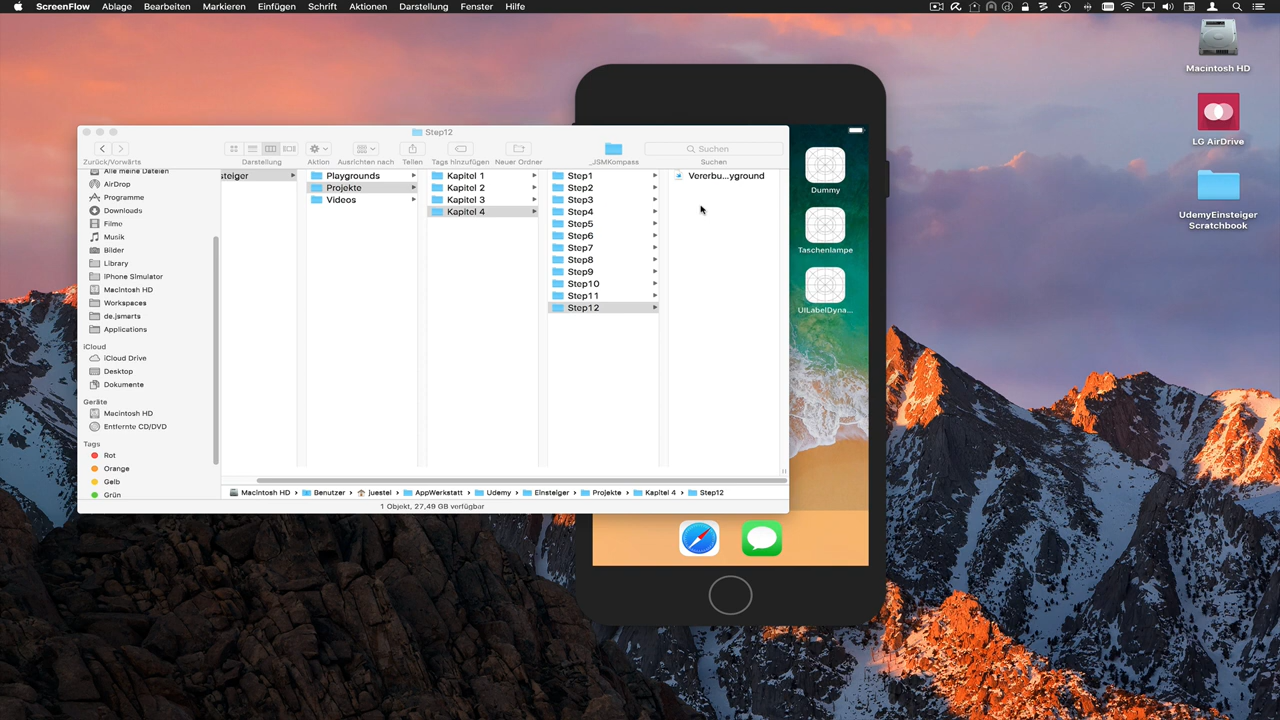 ScreenFlow Ablage Bearbeiten Markieren Einfügen Schrift Aktionen Darstellung Fenster Hilfe
Macintosh HD
LG AirDrive
UdemyEinsteiger
Scratchbook
Step12
Zurück/Vorwärts Darstellung Aktion Ausrichten nach Teilen Tags hinzufügen Neuer Ordner _JSMKompass Suchen
Suchen
Alle meine Dateien
AirDrop
Programme
Downloads
Filme
Musik
Bilder
Library
IPhone Simulator
Macintosh HD
Workspaces
de.jsmarts
Applications
iCloud
iCloud Drive
Desktop
Dokumente
Geräte
Macintosh HD
Entfernte CD/DVD
Tags
Rot
Orange
Gelb
Grün
steiger
Playgrounds
Projekte
Videos
Kapitel 1
Kapitel 2
Kapitel 3
Kapitel 4
Step1
Step2
Step3
Step4
Step5
Step6
Step7
Step8
Step9
Step10
Step11
Step12
Vererbu...yground
Macintosh HD Benutzer juestel AppWerkstatt Udemy Einsteiger Projekte Kapitel 4 Step12
1 Objekt, 27,49 GB verfügbar
Dummy
Taschenlampe
UILabelDyna...